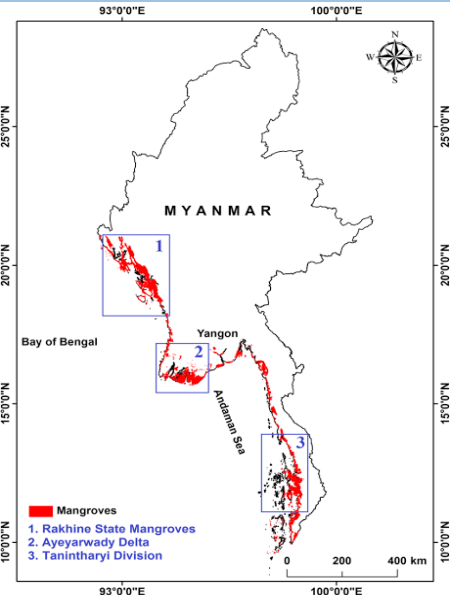 93°0'0"E 100°0'0"E
N
W E
S
25°0'0"N 25°0'0"N
MYANMAR
1
20°0'0"N 20°0'0"N
Yangon
Bay of Bengal
2
15°0'0"N 15°0'0"N
Andaman Sea
3
Mangroves
1. Rakhine State Mangroves
2. Ayeyarwady Delta
3. Tanintharyi Division
10°0'0"N 10°0'0"N
0 200 400 km
93°0'0"E 100°0'0"E